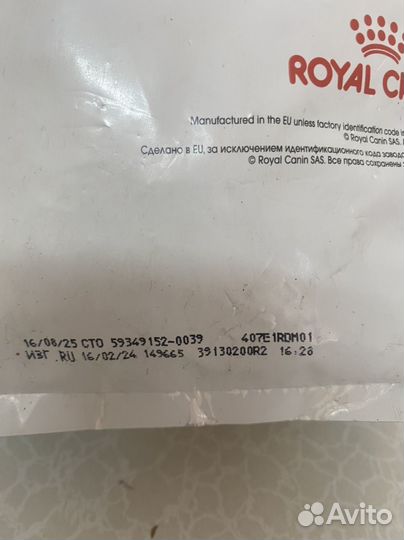 ROYAL C
Manufactured in the EU unless factory identification code
© Royal Canin SAS.
Сделано в EU, за исключением идентификационного кода
© Royal Canin SAS. Все права сохранены
16/08/25 CTO 59349152-0039 407E1RDM01
ИЗГ .RU 16/02/24 149665 39130200R2 16:28
Avito